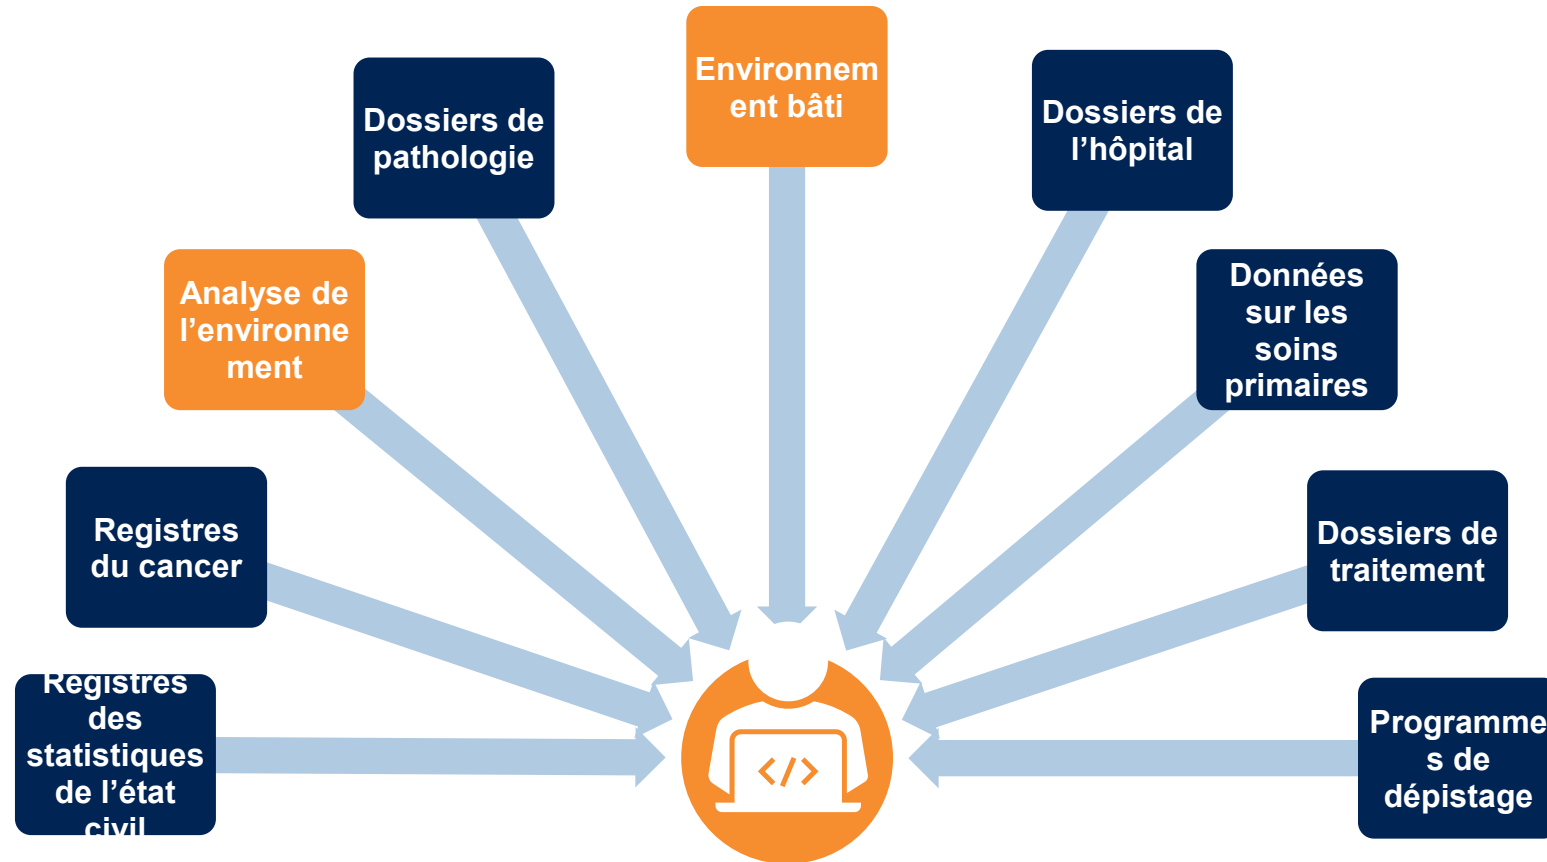 Environnem
ent bâti
Dossiers de
pathologie
Dossiers de
l’hôpital
Analyse de
l’environne
ment
Données
sur les
soins
primaires
Registres
du cancer
Dossiers de
traitement
Registres
des
statistiques
de l’état
civil
Programme
s de
dépistage